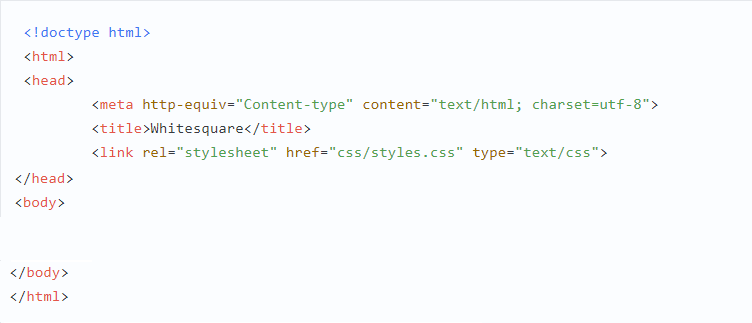 <!doctype html>
<html>
<head>
<meta http-equiv="Content-type" content="text/html; charset=utf-8">
<title>Whitesquare</title>
<link rel="stylesheet" href="css/styles.css" type="text/css">
</head>
<body>
</body>
</html>